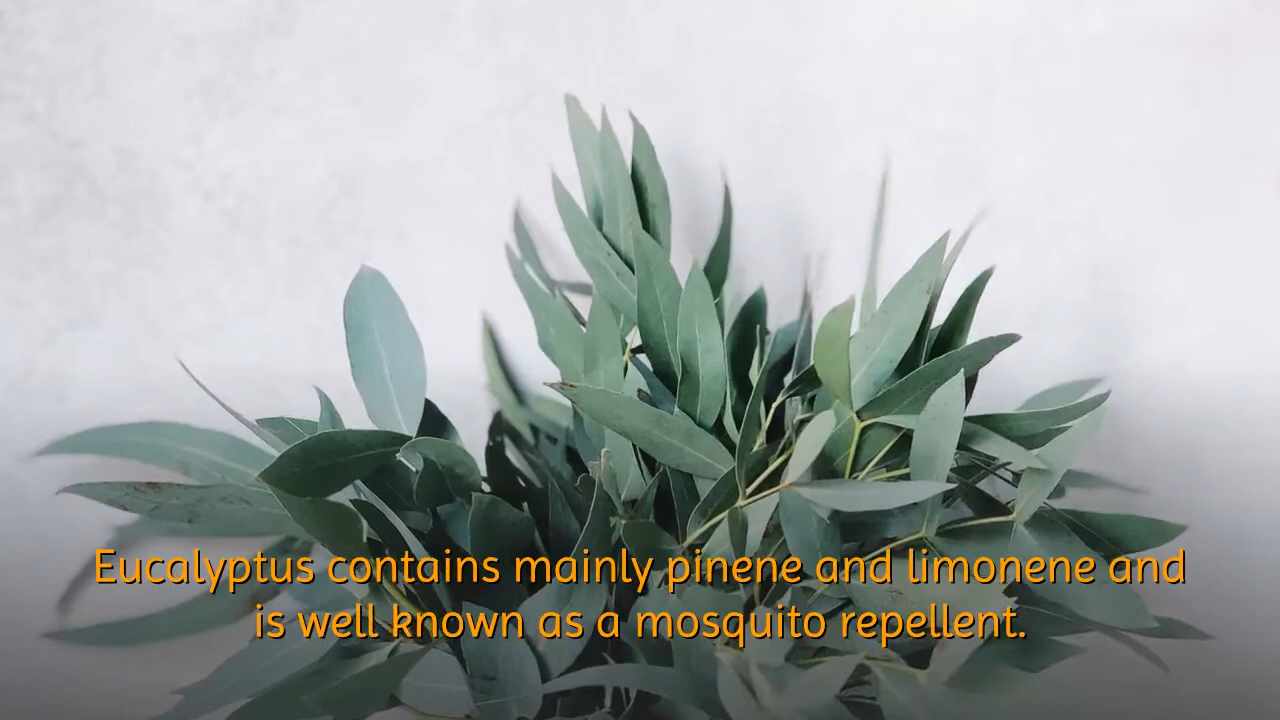 Eucalyptus contains mainly pinene and limonene and
is well known as a mosquito repellent.